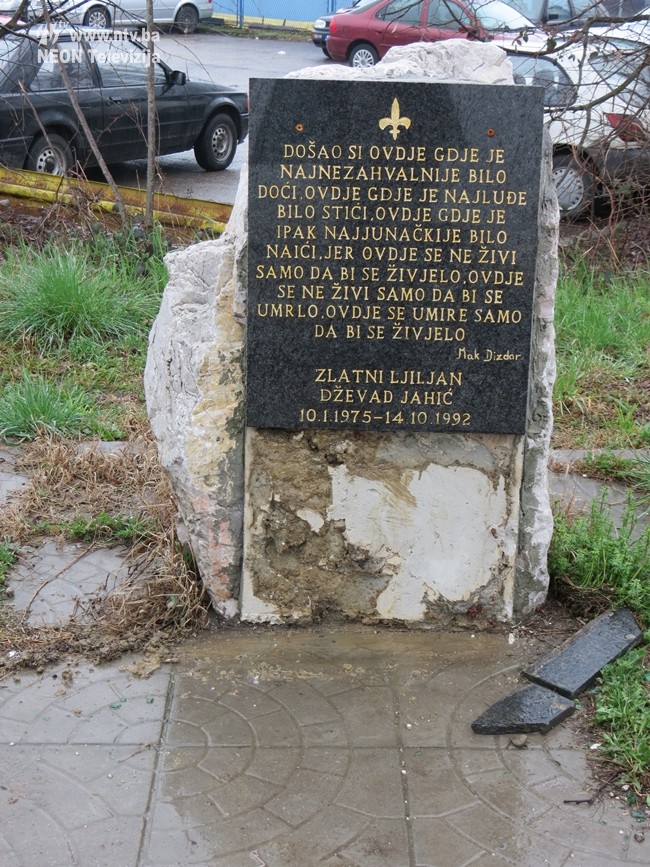 www.ntv.ba
NEON Televizija
DOŠAO SI OVDJE GDJE JE
NAJNEZAHVALNIJE BILO
DOĆI,OVDJE GDJE JE NAJLUĐE
BILO STIĆI,OVDJE GDJE JE
IPAK NAJJUNAČKIJE BILO
NAIĆI,JER OVDJE SE NE ŽIVI
SAMO DA BI SE ŽIVJELO,OVDJE
SE NE ŽIVI SAMO DA BI SE
UMRLO,OVDJE SE UMIRE SAMO
DA BI SE ŽIVJELO
Mak Dizdar.
ZLATNI LJILJAN
DŽEVAD JAHIĆ
10.1.1975-14.10.1992